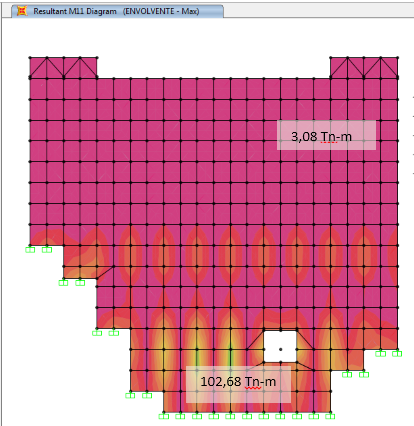 Resultant M11 Diagram (ENVOLVENTE - Max)
3,08 Tn-m
102,68 Tn-m